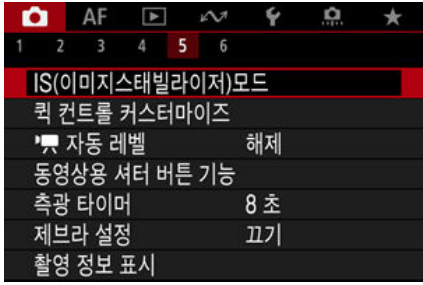 AF
1 2 3 4 5 6
IS(이미지스태빌라이저)모드
퀵 컨트롤 커스터마이즈
자동 레벨 해제
동영상용 셔터 버튼 기능
측광 타이머 8 초
제브라 설정 끄기
촬영 정보 표시